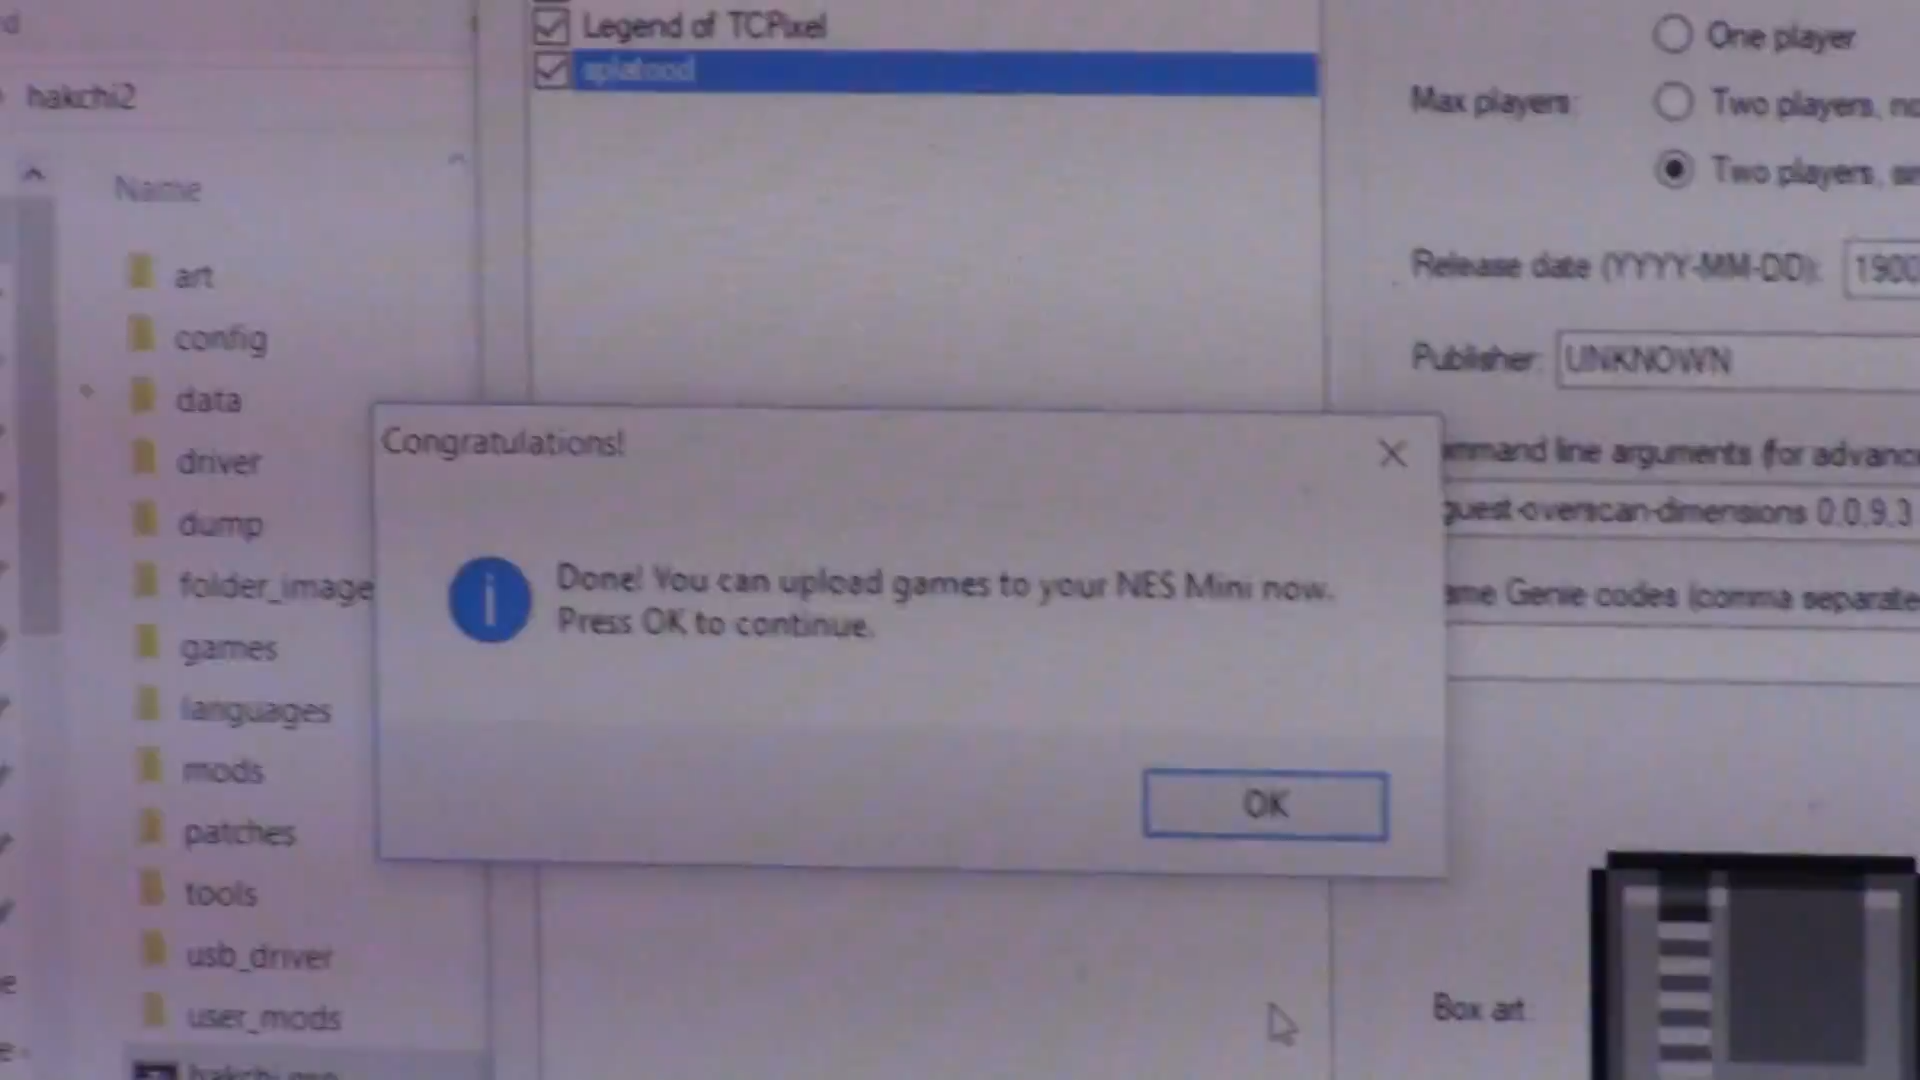 Legend of TCPixel
splatood
hakchi2
Name
art
config
data
driver
dump
folder_image
games
languages
mods
patches
tools
usb_driver
user_mods
One player
Max players:
Two players,
Two players,
Release date (YYYY-MM-DD):
1900
Publisher:
UNKNOWN
mmand line arguments (for advanc
guest-overscan-dimensions 0.0.9.3
ame Genie codes (comma separate
Box art
Congratulations!
Done! You can upload games to your NES Mini now.
Press OK to continue.
OK